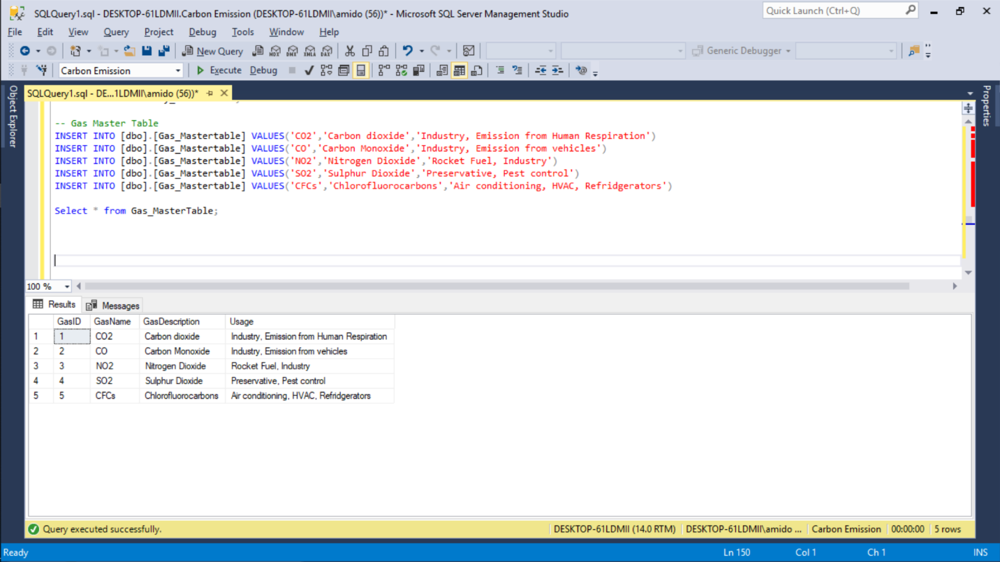 SQLQuery1.sql - DESKTOP-61LDMII.Carbon Emission (DESKTOP-61LDMII\amido (56))* - Microsoft SQL Server Management Studio
Quick Launch (Ctrl+Q)
File Edit View Query Project Debug Tools Window Help
New Query MDX DMX XMLA DAX Generic Debugger
Carbon Emission Execute Debug
Object Explorer
SQLQuery1.sql - DE...1LDMII\amido (56))*
Properties
-- Gas Master Table
INSERT INTO [dbo].[Gas_Mastertable] VALUES('CO2','Carbon dioxide','Industry, Emission from Human Respiration')
INSERT INTO [dbo].[Gas_Mastertable] VALUES('CO','Carbon Monoxide','Industry, Emission from vehicles')
INSERT INTO [dbo].[Gas_Mastertable] VALUES('NO2','Nitrogen Dioxide','Rocket Fuel, Industry')
INSERT INTO [dbo].[Gas_Mastertable] VALUES('SO2','Sulphur Dioxide','Preservative, Pest control')
INSERT INTO [dbo].[Gas_Mastertable] VALUES('CFCs','Chlorofluorocarbons','Air conditioning, HVAC, Refridgerators')
Select * from Gas_MasterTable;
100 %
Results Messages
GasID GasName GasDescription Usage
1 1 CO2 Carbon dioxide Industry, Emission from Human Respiration
2 2 CO Carbon Monoxide Industry, Emission from vehicles
3 3 NO2 Nitrogen Dioxide Rocket Fuel, Industry
4 4 SO2 Sulphur Dioxide Preservative, Pest control
5 5 CFCs Chlorofluorocarbons Air conditioning, HVAC, Refridgerators
Query executed successfully. DESKTOP-61LDMII (14.0 RTM) DESKTOP-61LDMII\amido ... Carbon Emission 00:00:00 5 rows
Ready Ln 150 Col 1 Ch 1 INS